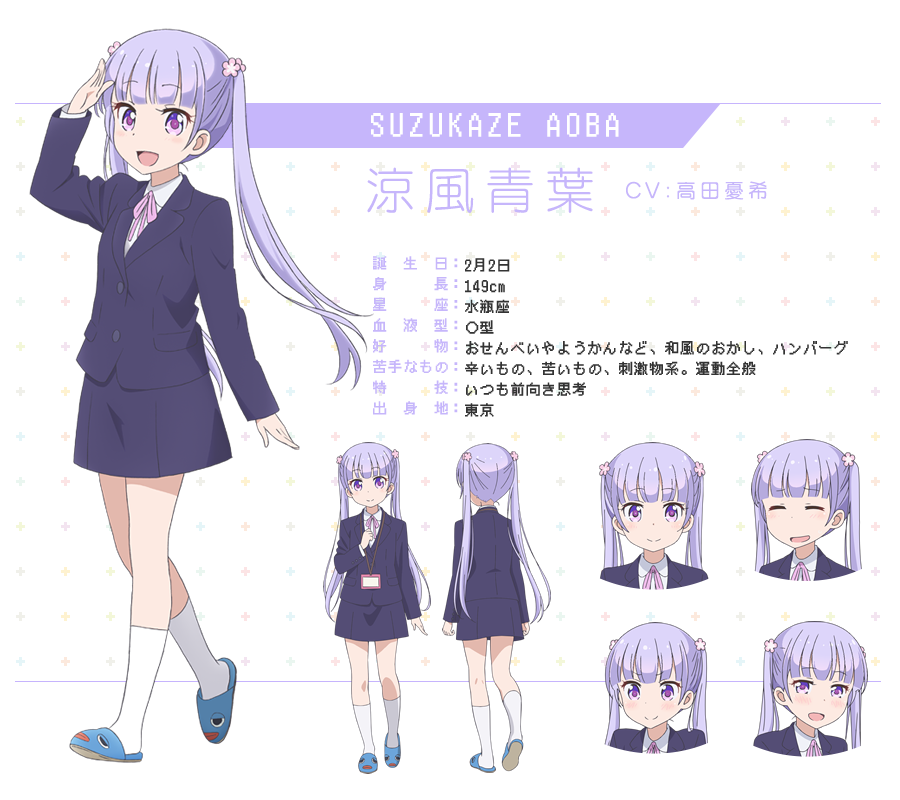 SUZUKAZE AOBA
涼風青葉 CV:高田憂希
誕生日：2月2日
身長：149cm
星座：水瓶座
血液型：O型
好物：おせんべいやようかんなど、和風のおかし、ハンバーグ
苦手なもの：辛いもの、苦いもの、刺激物系。運動全般
特技：いつも前向き思考
出身地：東京